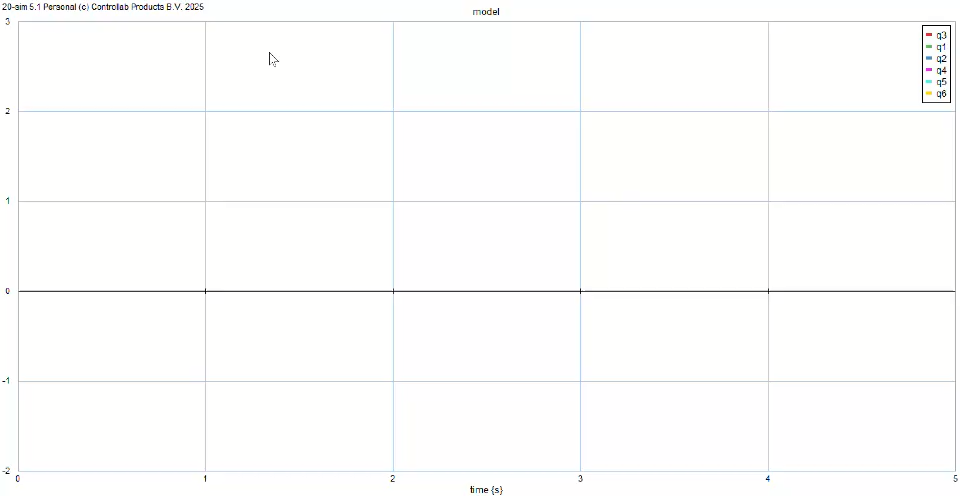 20-sim 5.1 Personal (c) Controllab Products B.V. 2025
model
3
2
1
0
-1
-2
q3
q1
q2
q4
q5
q6
0 1 2 3 4 5
time {s}